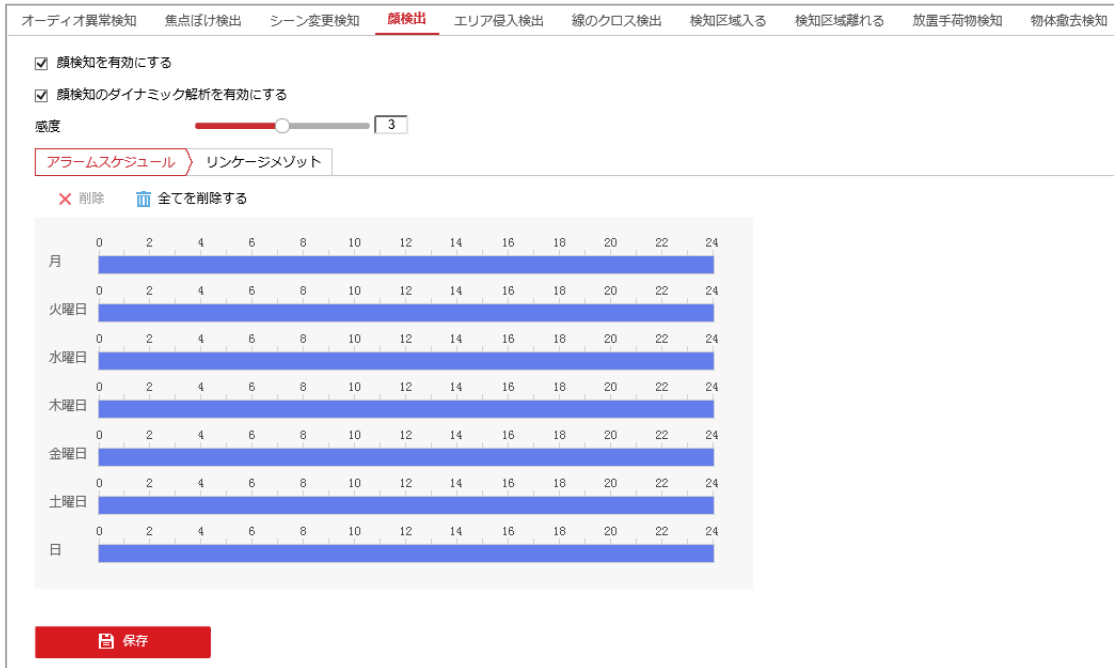 オーディオ異常検知 焦点ぼけ検出 シーン変更検知 顔検出 エリア侵入検出 線のクロス検出 検知区域入る 検知区域離れる 放置手荷物検知 物体撤去検知
顔検知を有効にする
顔検知のダイナミック解析を有効にする
感度 3
アラームスケジュール リンケージメゾット
削除 全てを削除する
0 2 4 6 8 10 12 14 16 18 20 22 24
月
0 2 4 6 8 10 12 14 16 18 20 22 24
火曜日
0 2 4 6 8 10 12 14 16 18 20 22 24
水曜日
0 2 4 6 8 10 12 14 16 18 20 22 24
木曜日
0 2 4 6 8 10 12 14 16 18 20 22 24
金曜日
0 2 4 6 8 10 12 14 16 18 20 22 24
土曜日
0 2 4 6 8 10 12 14 16 18 20 22 24
日
保存